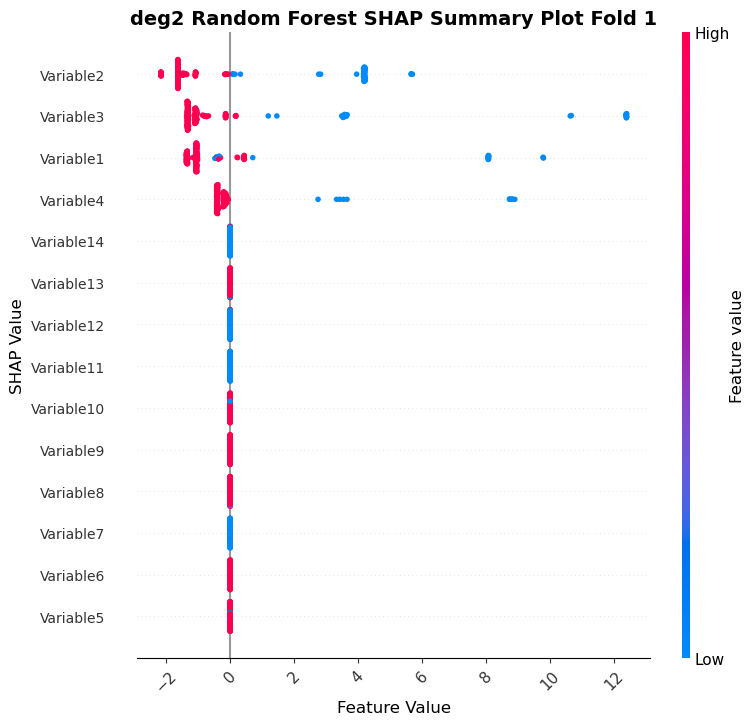 deg2 Random Forest SHAP Summary Plot Fold 1
High
Variable2
Variable3
Variable1
Variable4
Variable14
Variable13
Variable12
Variable11
Variable10
Variable9
Variable8
Variable7
Variable6
Variable5
SHAP Value
Feature value
Low
−2 0 2 4 6 8 10 12
Feature Value